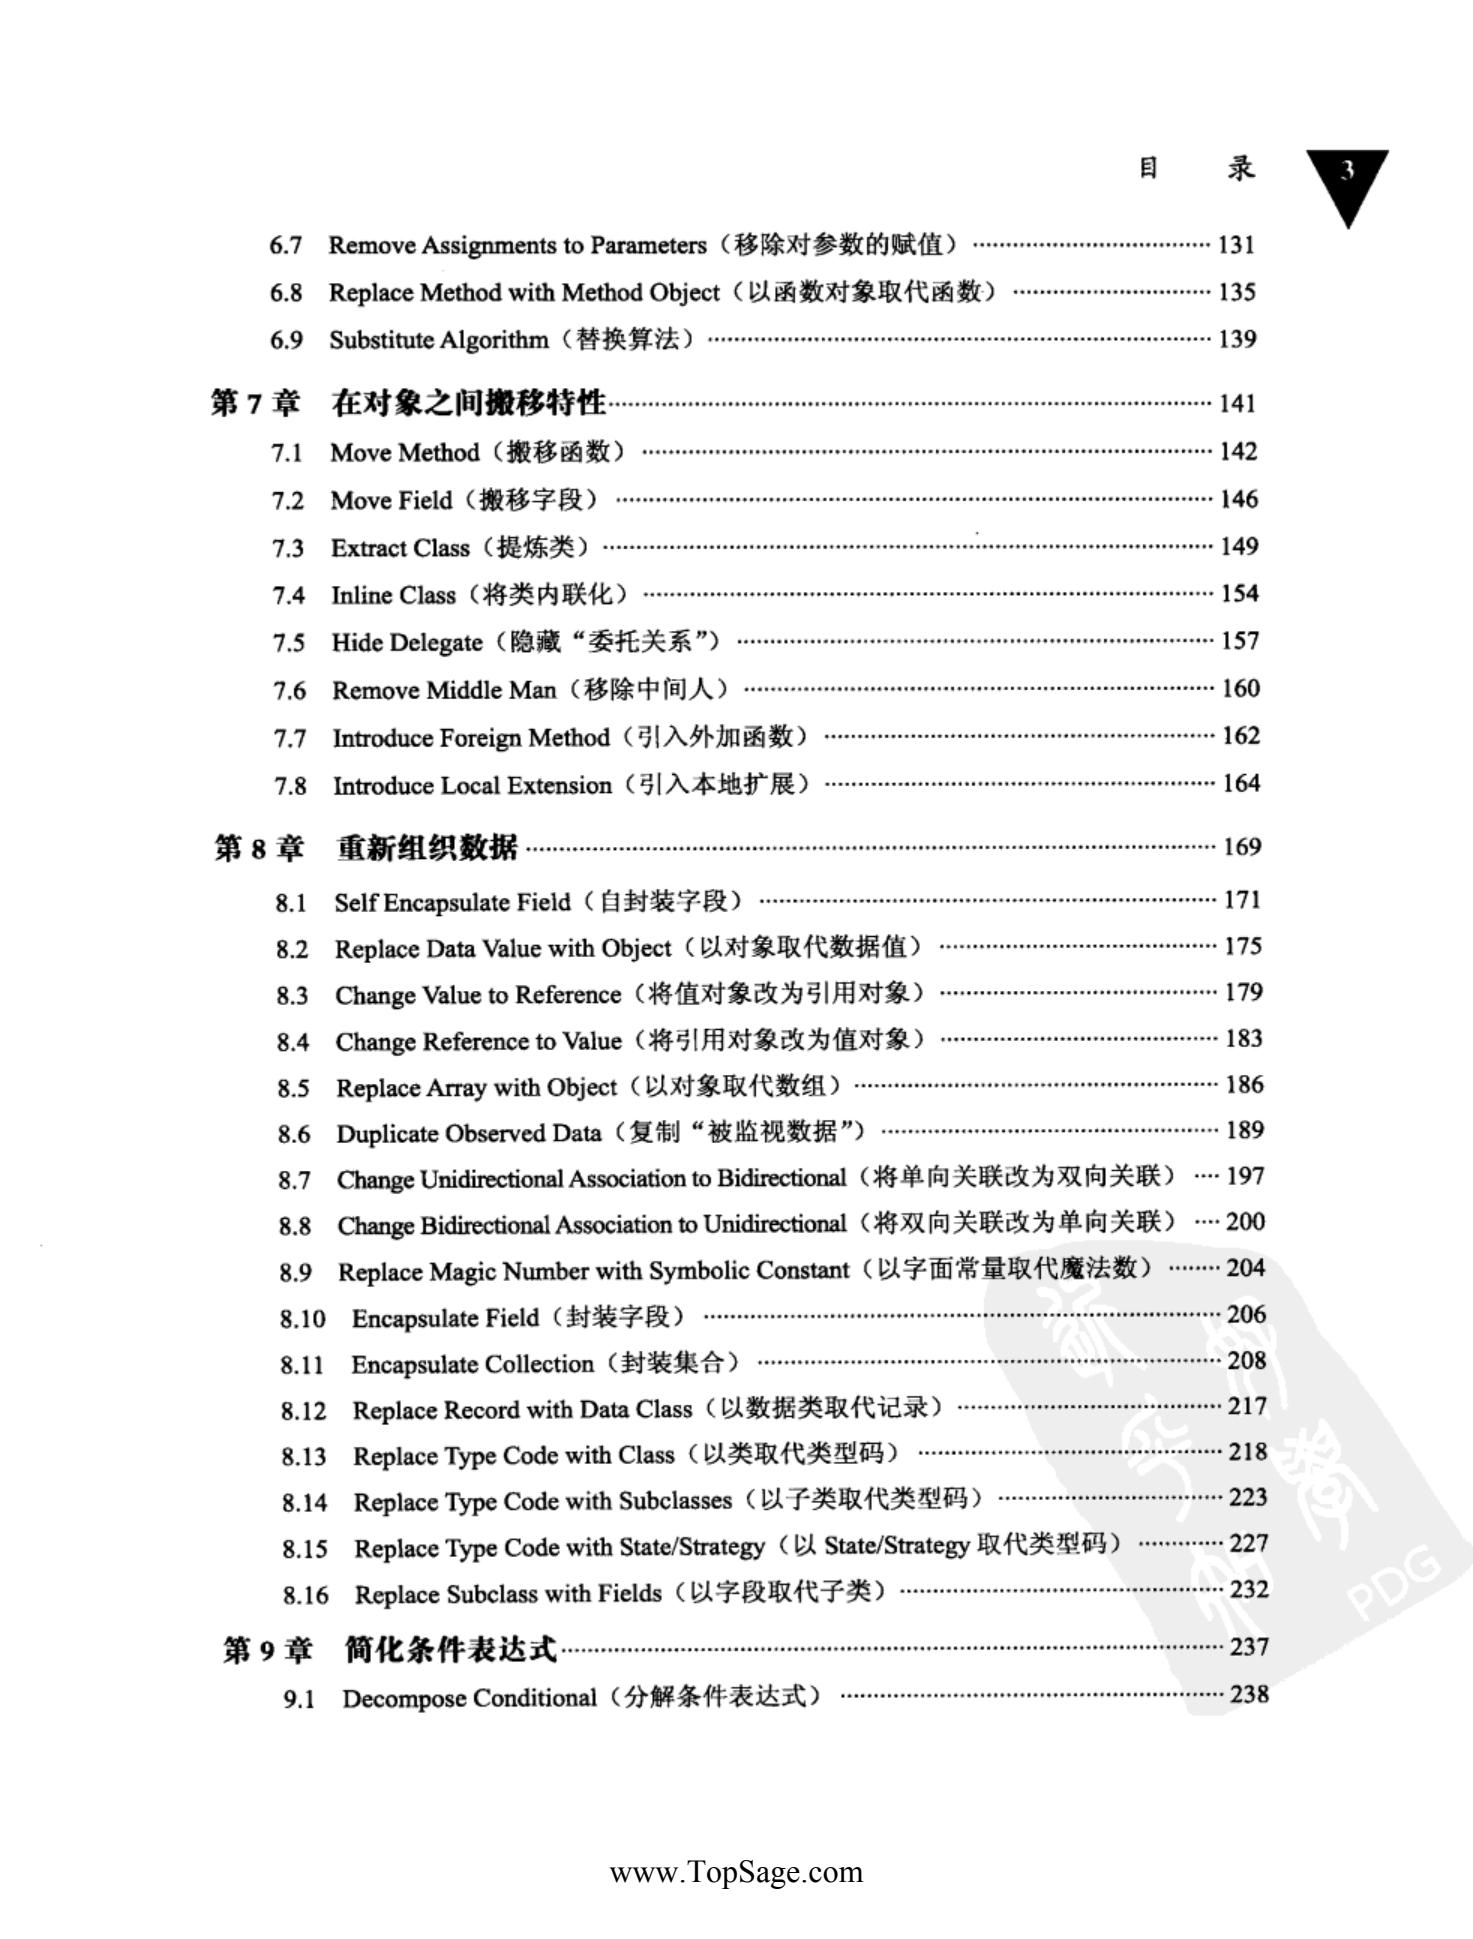 目 录 3
6.7 Remove Assignments to Parameters（移除对参数的赋值）…………………………… 131
6.8 Replace Method with Method Object（以函数对象取代函数）……………………… 135
6.9 Substitute Algorithm（替换算法）…………………………………………………………… 139
第 7 章 在对象之间搬移特性………………………………………………………………………… 141
7.1 Move Method（搬移函数）…………………………………………………………………… 142
7.2 Move Field（搬移字段）……………………………………………………………………… 146
7.3 Extract Class（提炼类）……………………………………………………………………… 149
7.4 Inline Class（将类内联化）…………………………………………………………………… 154
7.5 Hide Delegate（隐藏“委托关系”）………………………………………………………… 157
7.6 Remove Middle Man（移除中间人）………………………………………………………… 160
7.7 Introduce Foreign Method（引入外加函数）……………………………………………… 162
7.8 Introduce Local Extension（引入本地扩展）……………………………………………… 164
第 8 章 重新组织数据………………………………………………………………………………… 169
8.1 Self Encapsulate Field（自封装字段）……………………………………………………… 171
8.2 Replace Data Value with Object（以对象取代数据值）………………………………… 175
8.3 Change Value to Reference（将值对象改为引用对象）………………………………… 179
8.4 Change Reference to Value（将引用对象改为值对象）………………………………… 183
8.5 Replace Array with Object（以对象取代数组）…………………………………………… 186
8.6 Duplicate Observed Data（复制“被监视数据”）………………………………………… 189
8.7 Change Unidirectional Association to Bidirectional（将单向关联改为双向关联）…… 197
8.8 Change Bidirectional Association to Unidirectional（将双向关联改为单向关联）…… 200
8.9 Replace Magic Number with Symbolic Constant（以字面常量取代魔法数）……… 204
8.10 Encapsulate Field（封装字段）……………………………………………………………… 206
8.11 Encapsulate Collection（封装集合）……………………………………………………… 208
8.12 Replace Record with Data Class（以数据类取代记录）……………………………… 217
8.13 Replace Type Code with Class（以类取代类型码）…………………………………… 218
8.14 Replace Type Code with Subclasses（以子类取代类型码）………………………… 223
8.15 Replace Type Code with State/Strategy（以 State/Strategy 取代类型码）………… 227
8.16 Replace Subclass with Fields（以字段取代子类）……………………………………… 232
第 9 章 简化条件表达式……………………………………………………………………………… 237
9.1 Decompose Conditional（分解条件表达式）……………………………………………… 238
PDG
www.TopSage.com